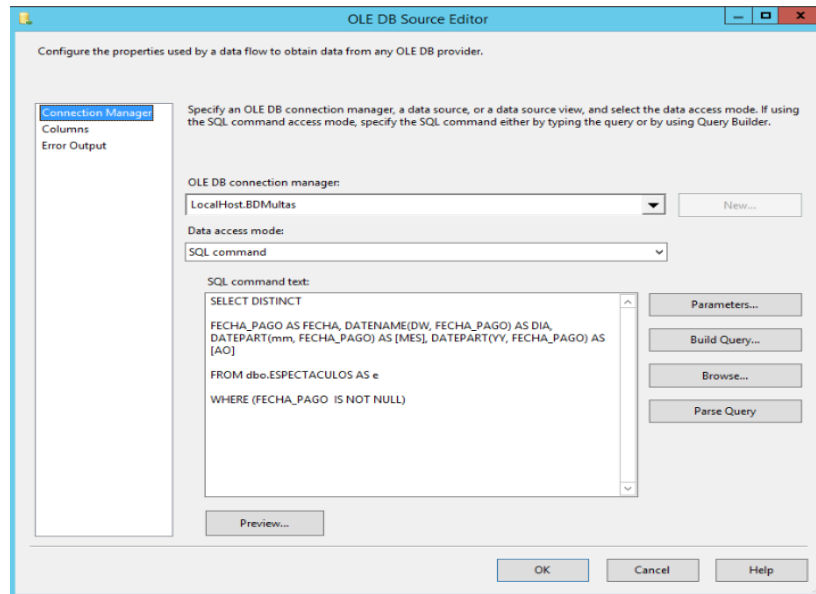 OLE DB Source Editor
Configure the properties used by a data flow to obtain data from any OLE DB provider.
Connection Manager
Columns
Error Output
Specify an OLE DB connection manager, a data source, or a data source view, and select the data access mode. If using
the SQL command access mode, specify the SQL command either by typing the query or by using Query Builder.
OLE DB connection manager:
LocalHost.BDMultas
New...
Data access mode:
SQL command
SQL command text:
SELECT DISTINCT
FECHA_PAGO AS FECHA, DATENAME(DW, FECHA_PAGO) AS DIA,
DATEPART(mm, FECHA_PAGO) AS [MES], DATEPART(YY, FECHA_PAGO) AS
[AO]
FROM dbo.ESPECTACULOS AS e
WHERE (FECHA_PAGO  IS NOT NULL)
Parameters...
Build Query...
Browse...
Parse Query
Preview...
OK
Cancel
Help